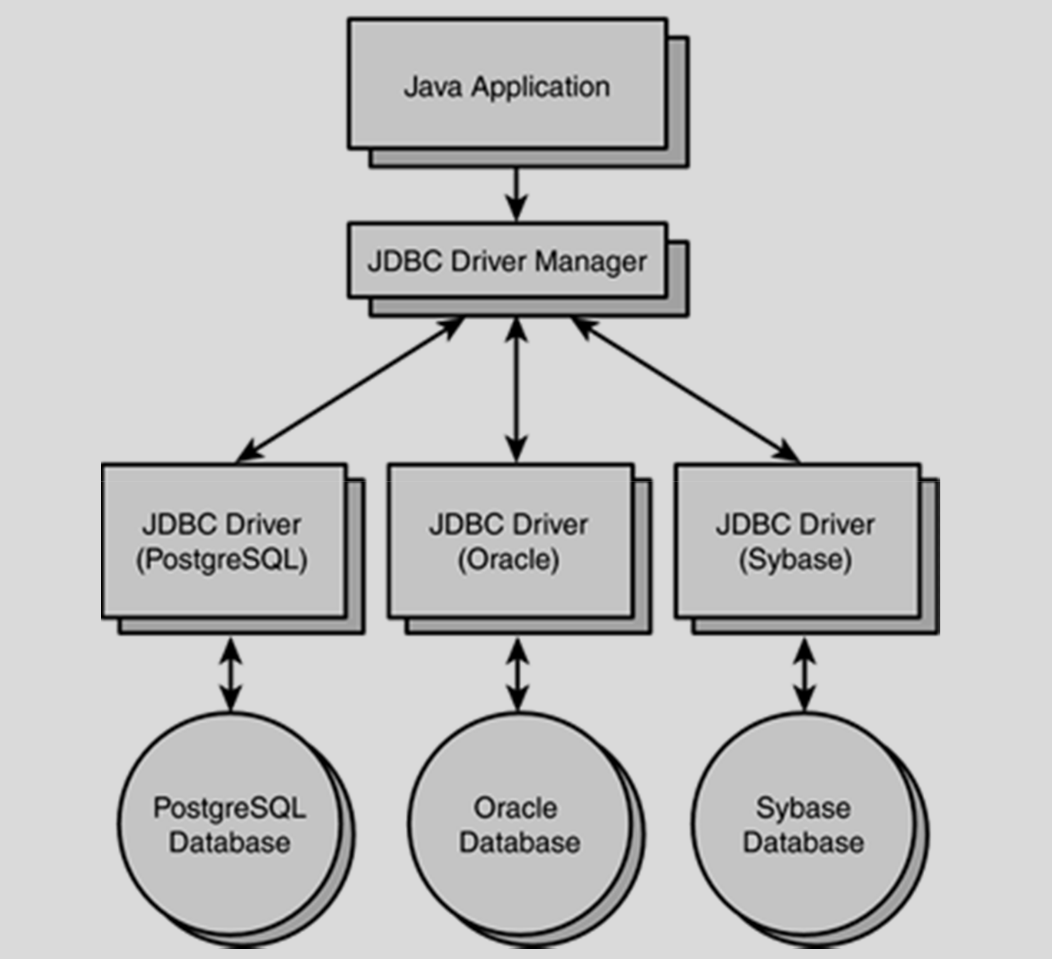 Java Application
JDBC Driver Manager
JDBC Driver
(PostgreSQL)
JDBC Driver
(Oracle)
JDBC Driver
(Sybase)
PostgreSQL
Database
Oracle
Database
Sybase
Database